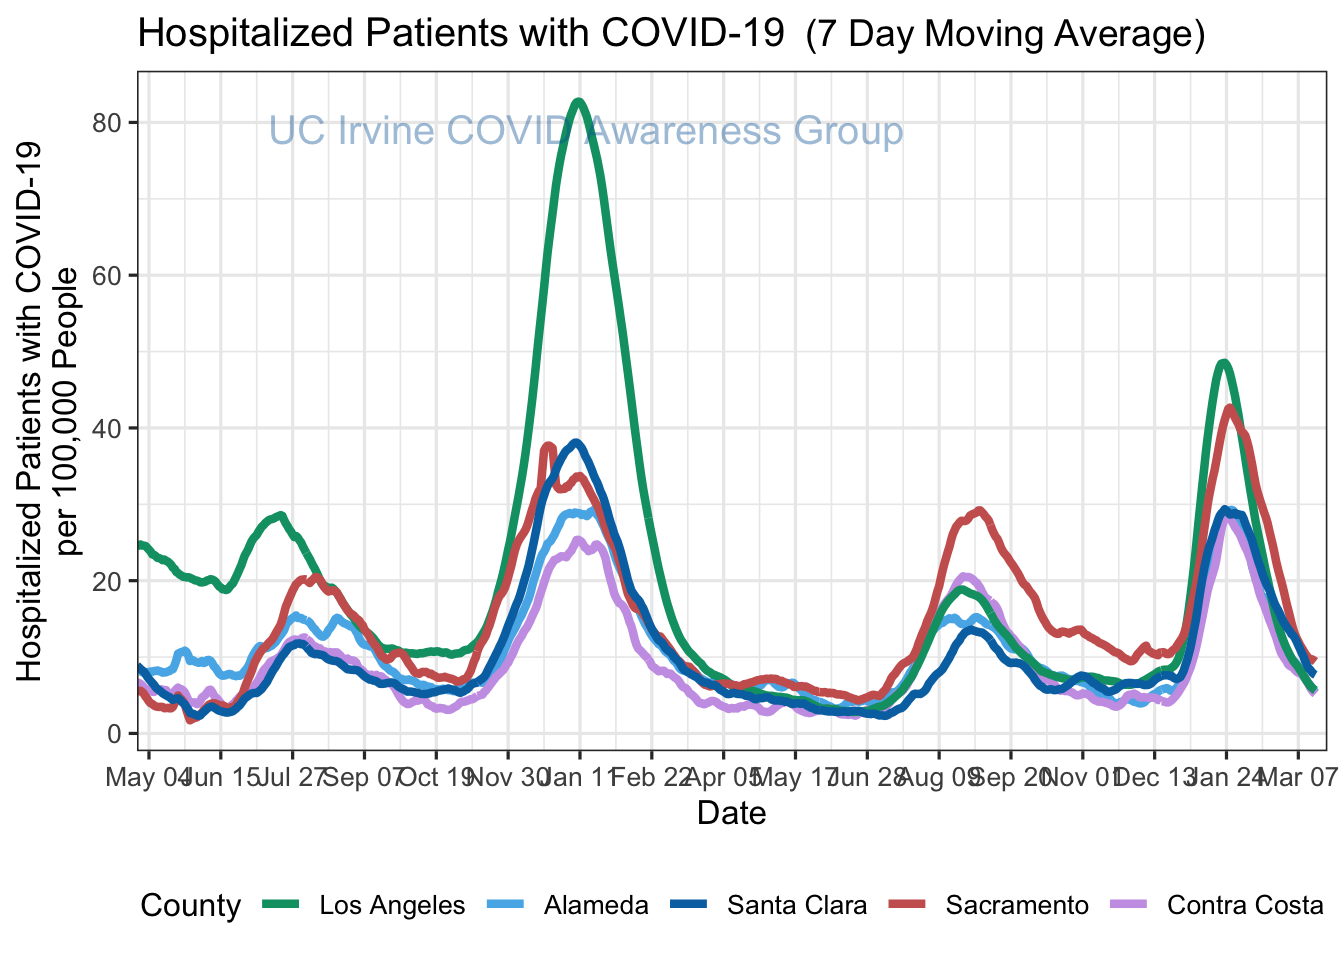 Hospitalized Patients with COVID-19 (7 Day Moving Average)
UC Irvine COVID Awareness Group
Hospitalized Patients with COVID-19
per 100,000 People
80
60
40
20
0
May 04 Jun 15 Jul 27 Sep 07 Oct 19 Nov 30 Jan 11 Feb 22 Apr 05 May 17 Jun 28 Aug 09 Sep 20 Nov 01 Dec 13 Jan 24 Mar 07
Date
County Los Angeles Alameda Santa Clara Sacramento Contra Costa